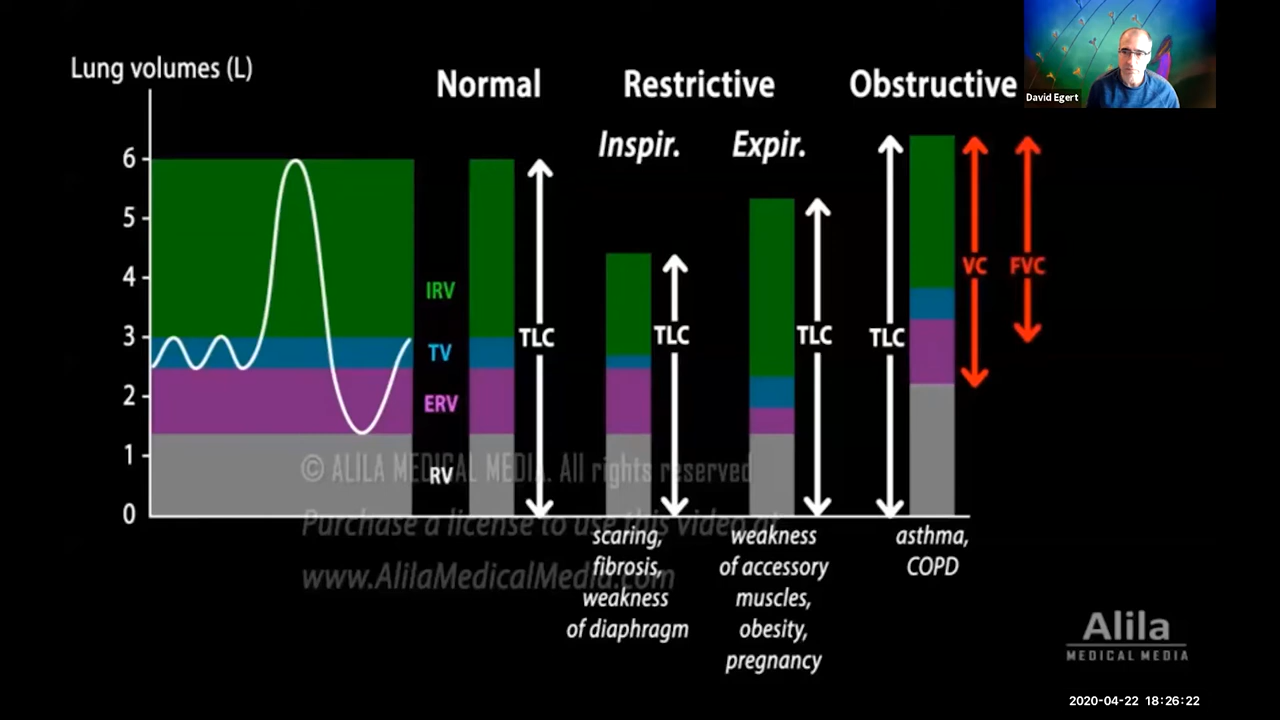 Lung volumes (L)
Normal
Restrictive
Obstructive
David Egert
Inspir.
Expir.
6
5
4
3
2
1
0
IRV
TV
ERV
RV
TLC
TLC
TLC
TLC
VC
FVC
© ALILA MEDICAL MEDIA. All rights reserved
Purchase a license to use this video at
www.AlilaMedicalMedia.com
scaring,
fibrosis,
weakness
of diaphragm
weakness
of accessory
muscles,
obesity,
pregnancy
asthma,
COPD
Alila
MEDICAL MEDIA
2020-04-22 18:26:22